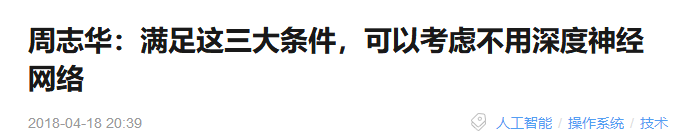 周志华：满足这三大条件，可以考虑不用深度神经
网络
2018-04-18 20:39 人工智能 / 操作系统 / 技术